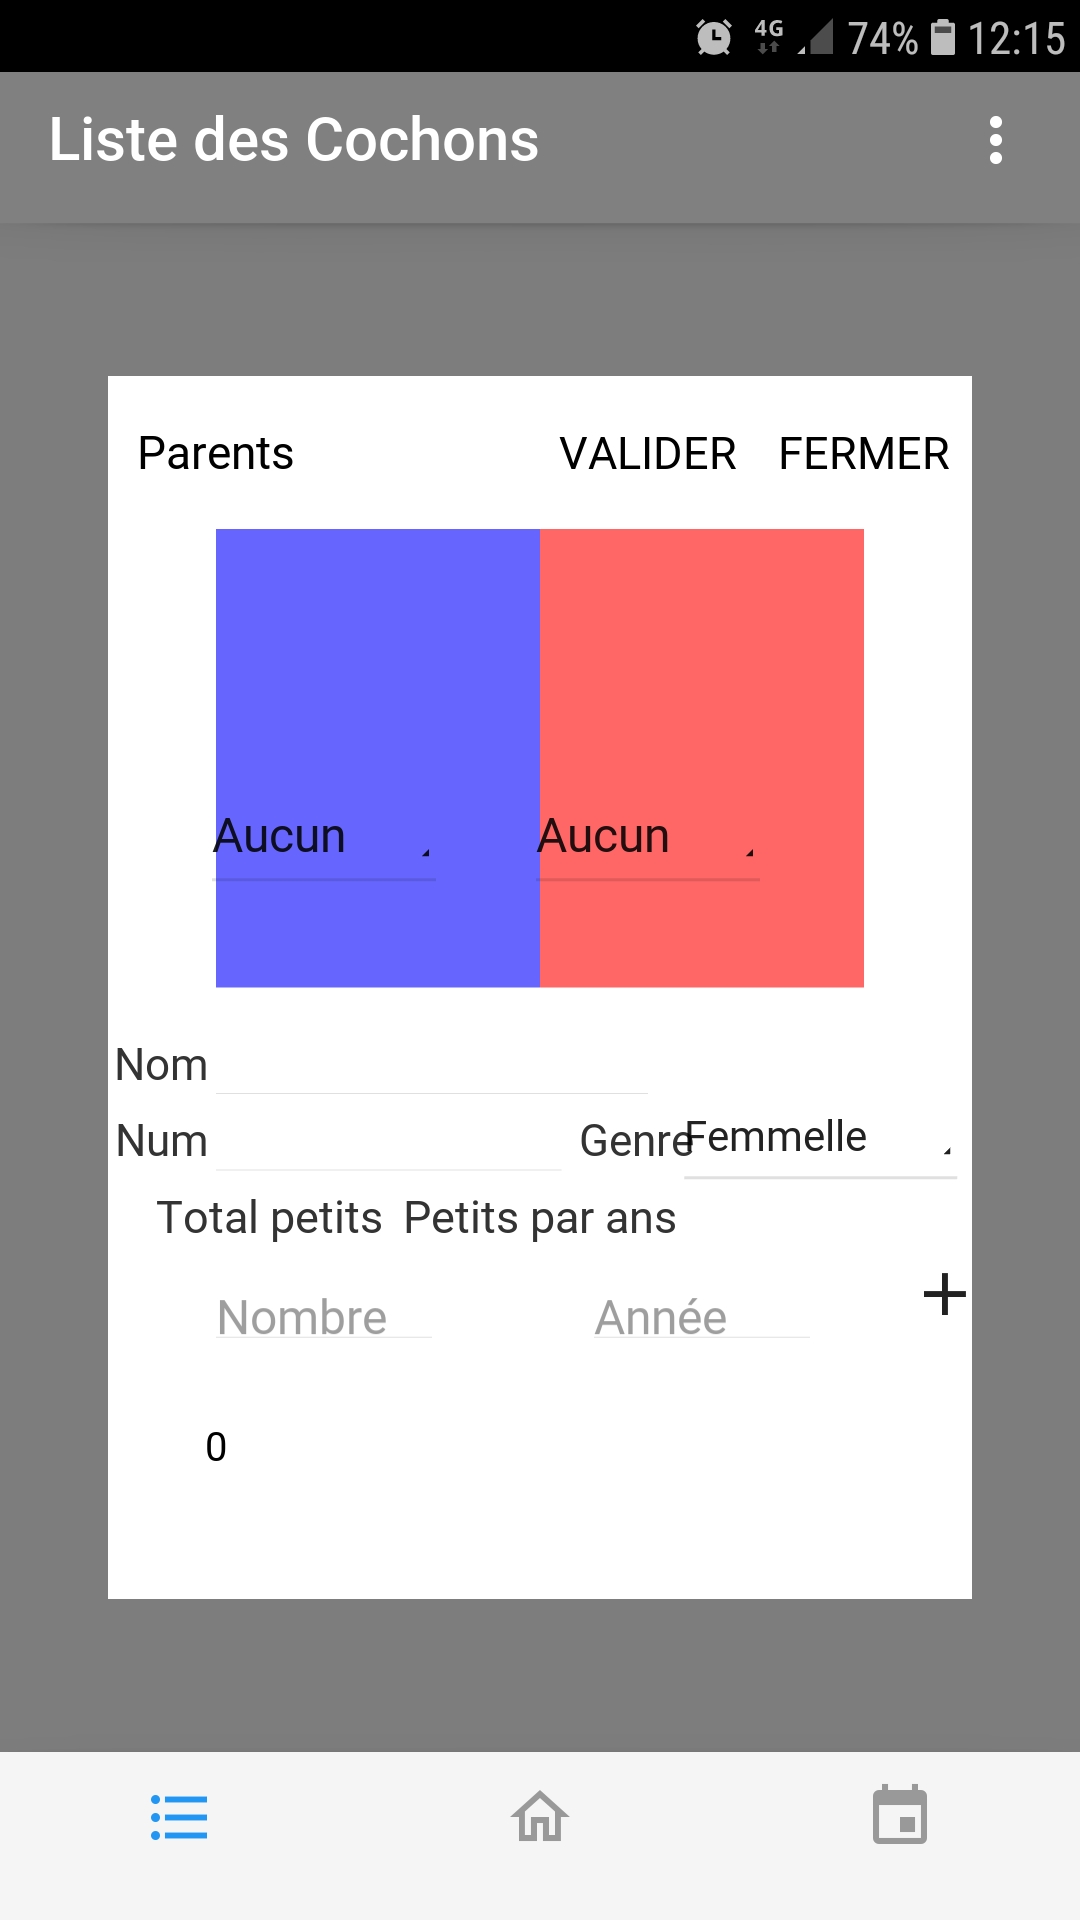 4G 74% 12:15
Liste des Cochons
Parents VALIDER FERMER
Aucun Aucun
Nom
Num Genre Femmelle
Total petits Petits par ans
Nombre Année
0